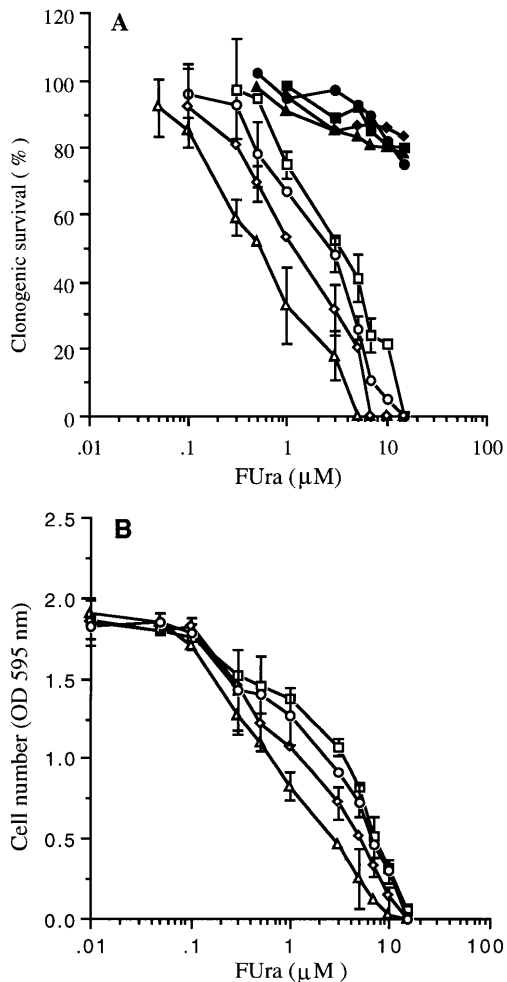 A
120
100
80
60
40
20
0
Clonogenic survival (%)
.01 .1 1 10 100
FUra (μM)
B
2.5
2.0
1.5
1.0
0.5
0.0
Cell number (OD 595 nm)
.01 .1 1 10 100
FUra (μM )